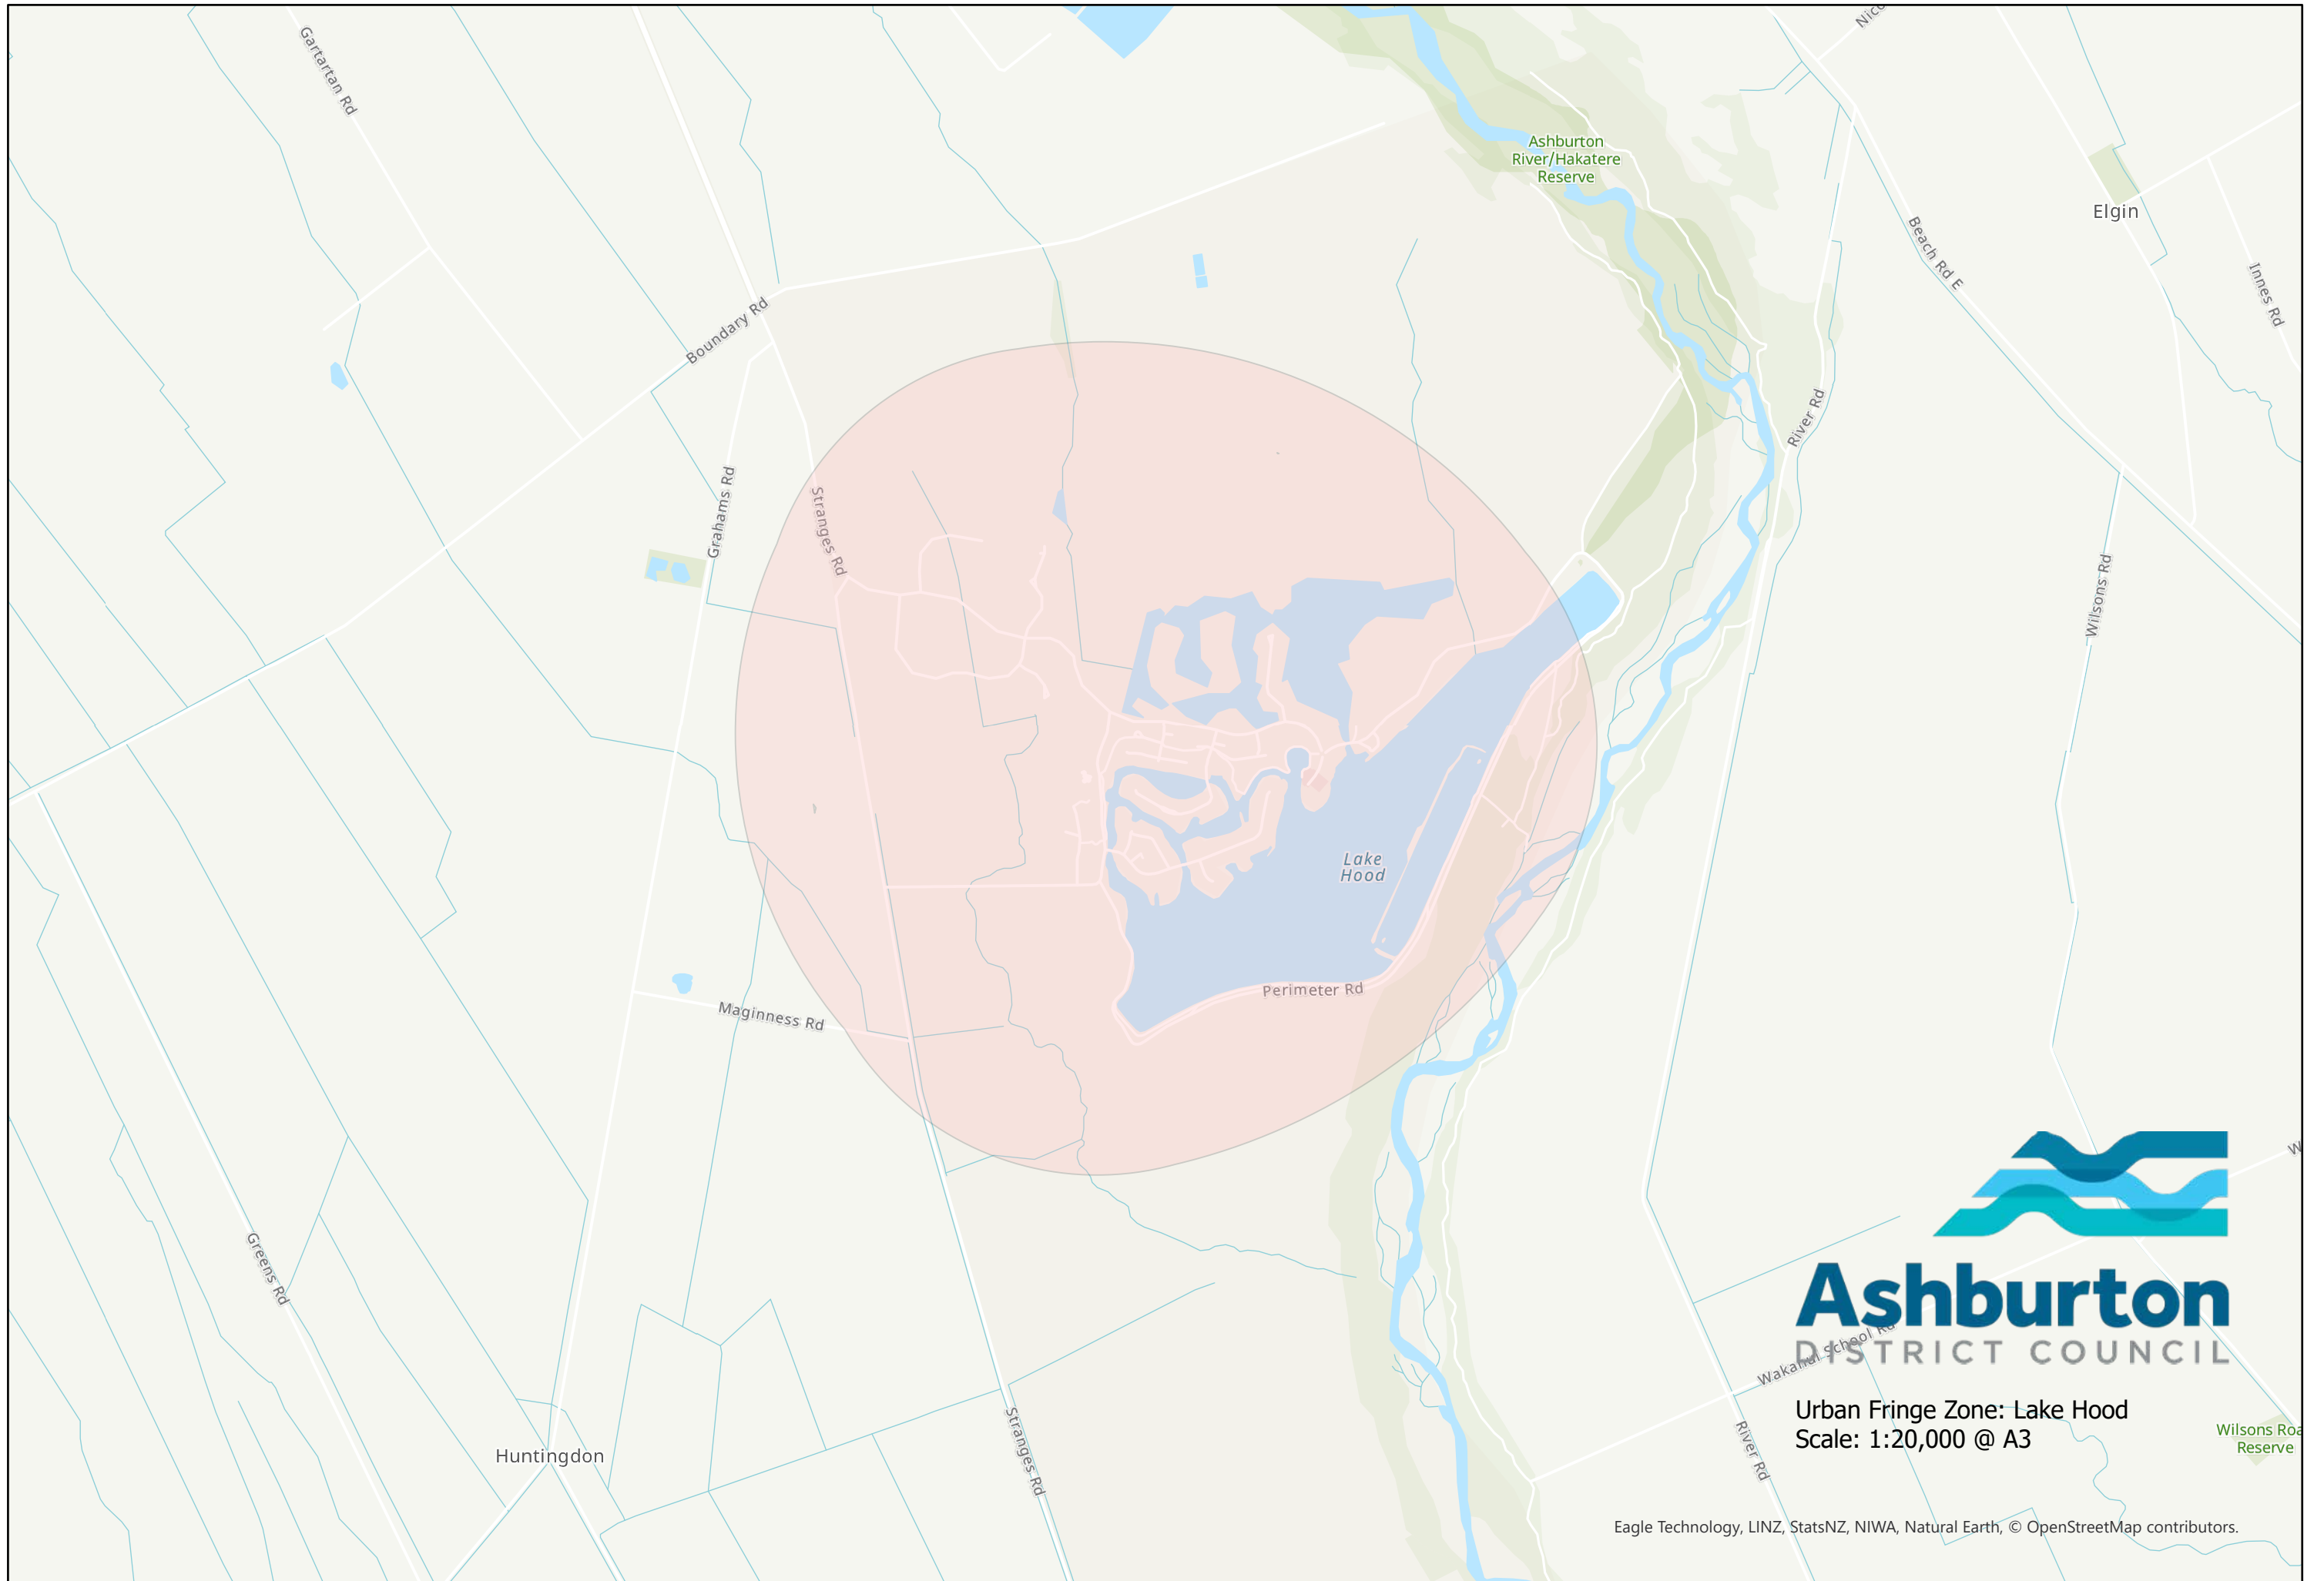 Gartartan Rd
Ashburton
River/Hakatere
Reserve
Elgin
Beach Rd E
Innes Rd
Boundary Rd
River Rd
Grahams Rd
Stranges Rd
Wilsons Rd
Lake
Hood
Perimeter Rd
Maginness Rd
Greens Rd
Ashburton
DISTRICT COUNCIL
Wakanui School Rd
Urban Fringe Zone: Lake Hood
Scale: 1:20,000 @ A3
Huntingdon
Stranges Rd
River Rd
Wilsons Roa
Reserve
Eagle Technology, LINZ, StatsNZ, NIWA, Natural Earth, © OpenStreetMap contributors.